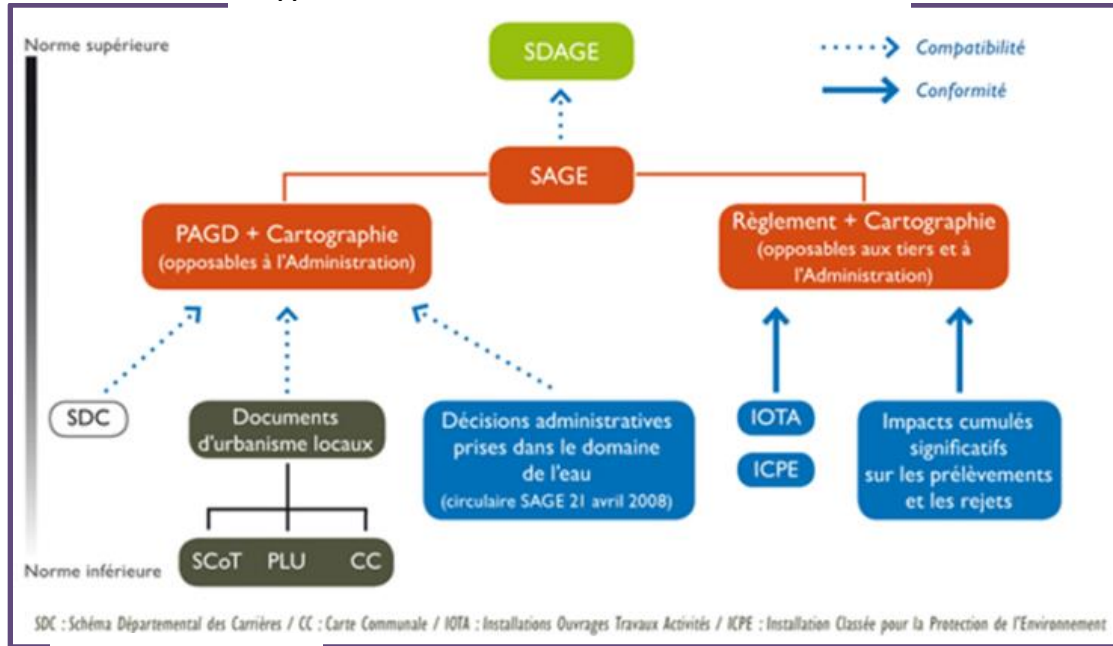 Norme supérieure
SDAGE
Compatibilité
Conformité
SAGE
PAGD + Cartographie
(opposables à l'Administration)
Règlement + Cartographie
(opposables aux tiers et à
l'Administration)
SDC
Documents
d'urbanisme locaux
Décisions administratives
prises dans le domaine
de l'eau
(circulaire SAGE 21 avril 2008)
IOTA
ICPE
Impacts cumulés
significatifs
sur les prélèvements
et les rejets
SCoT PLU CC
Norme inférieure
SDC : Schéma Départemental des Carrières / CC : Carte Communale / IOTA : Installations Ouvrages Travaux Activités / ICPE : Installation Classée pour la Protection de l'Environnement